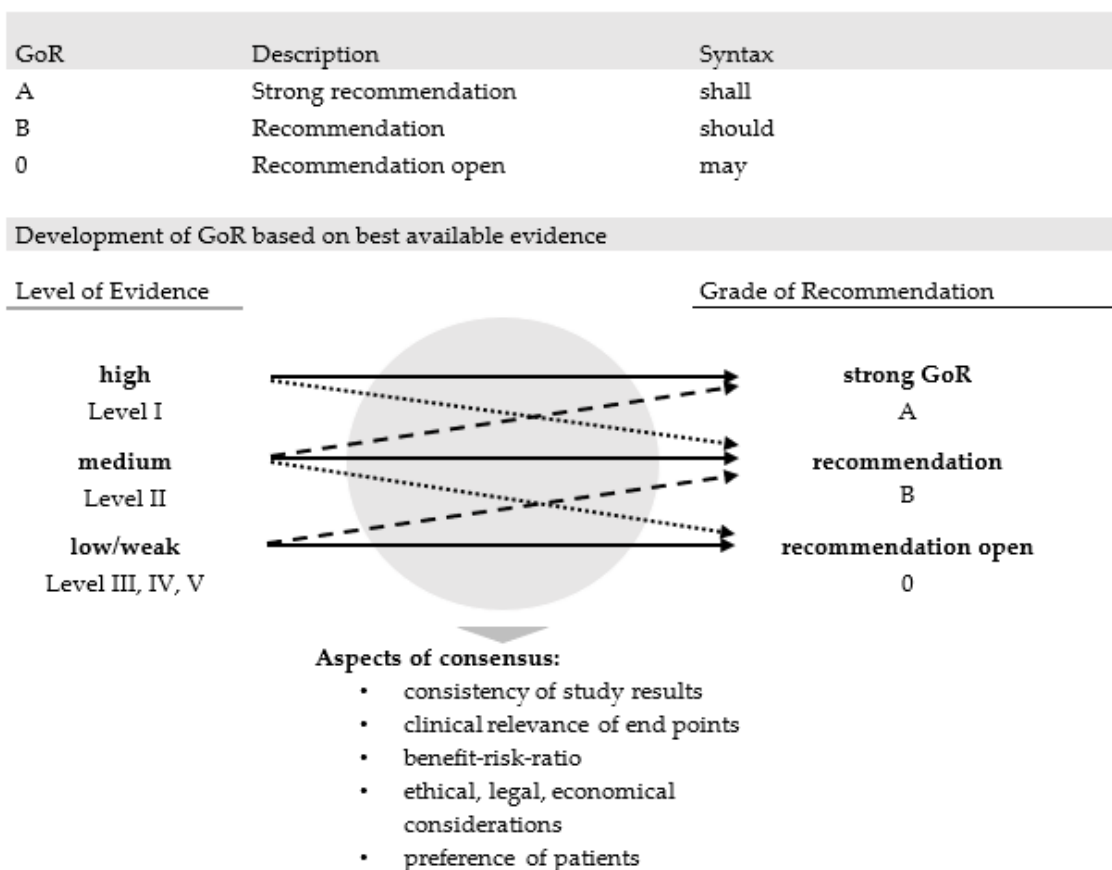 GoR Description Syntax
A Strong recommendation shall
B Recommendation should
0 Recommendation open may
Development of GoR based on best available evidence
Level of Evidence Grade of Recommendation
high strong GoR
Level I A
medium recommendation
Level II B
low/weak recommendation open
Level III, IV, V 0
Aspects of consensus:
• consistency of study results
• clinical relevance of end points
• benefit-risk-ratio
• ethical, legal, economical
considerations
• preference of patients